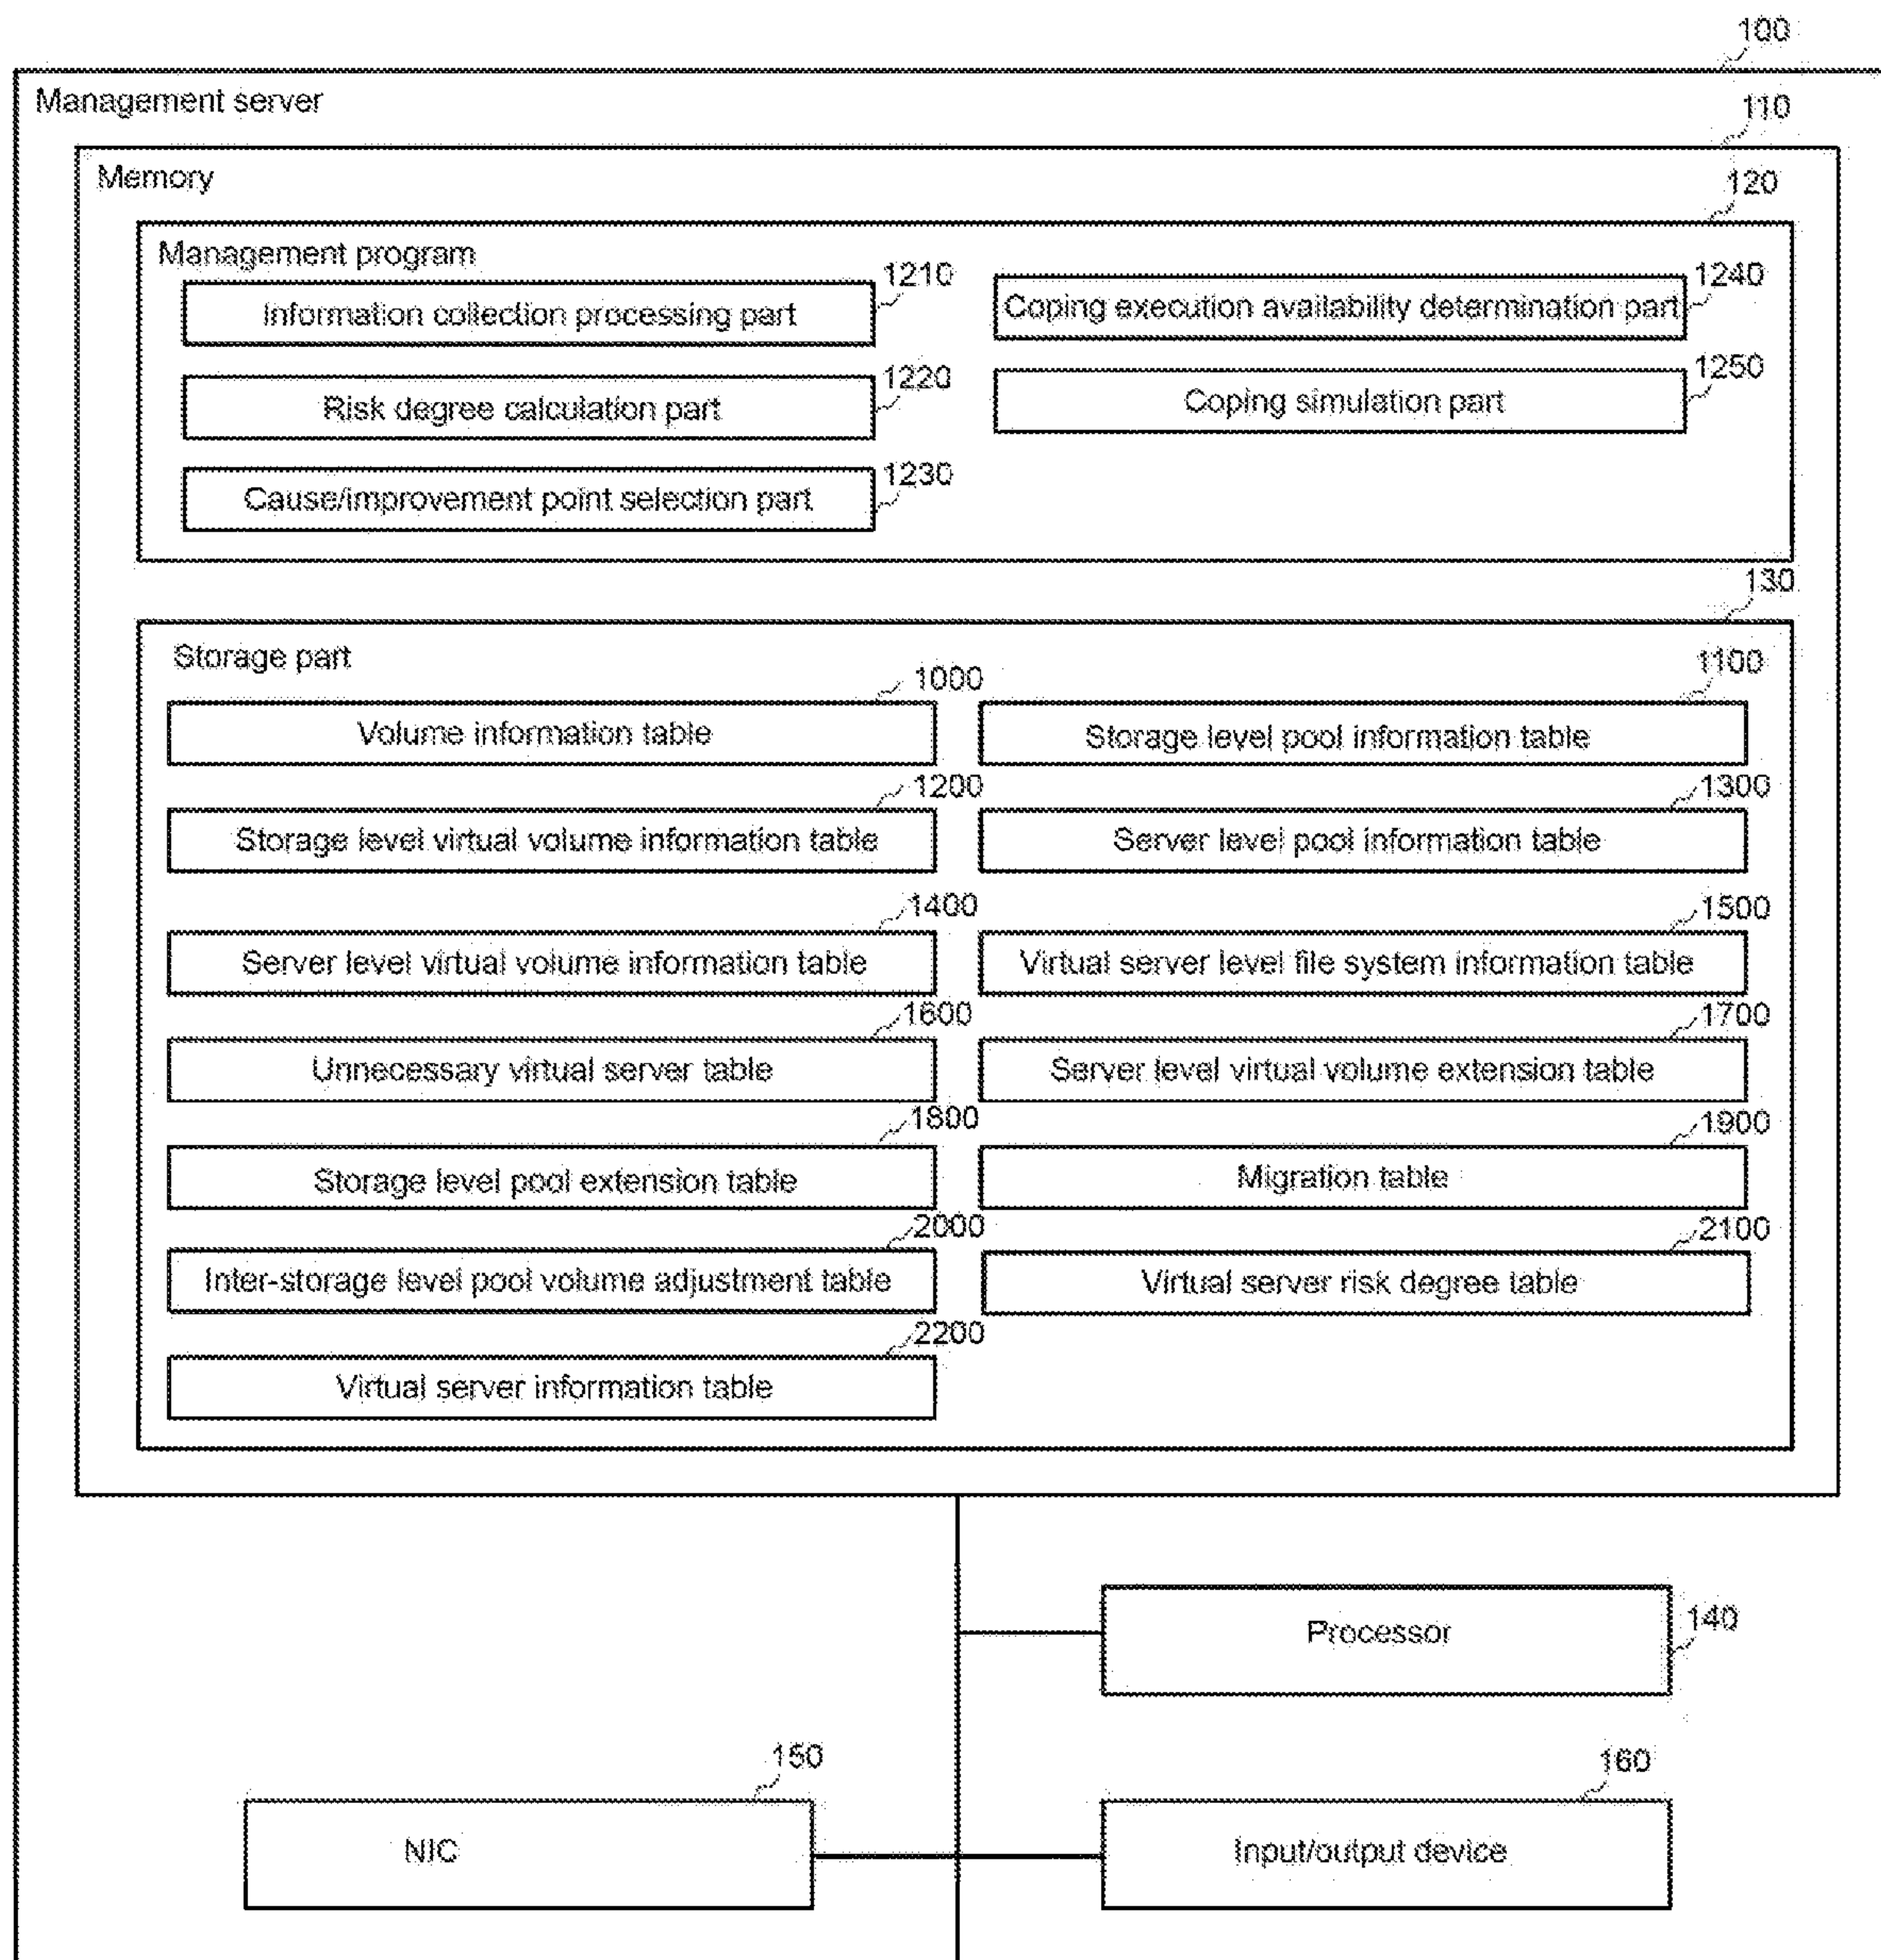 100
Management server
110
Memory
120
Management program
1210
Information collection processing part
1240
Coping execution availability determination part
1220
Risk degree calculation part
1250
Coping simulation part
1230
Cause/improvement point selection part
130
Storage part
1000
Volume information table
1100
Storage level pool information table
1200
Storage level virtual volume information table
1300
Server level pool information table
1400
Server level virtual volume information table
1500
Virtual server level file system information table
1600
Unnecessary virtual server table
1700
Server level virtual volume extension table
1800
Storage level pool extension table
1900
Migration table
2000
Inter-storage level pool volume adjustment table
2100
Virtual server risk degree table
2200
Virtual server information table
Processor
140
150
NIC
160
Input/output device